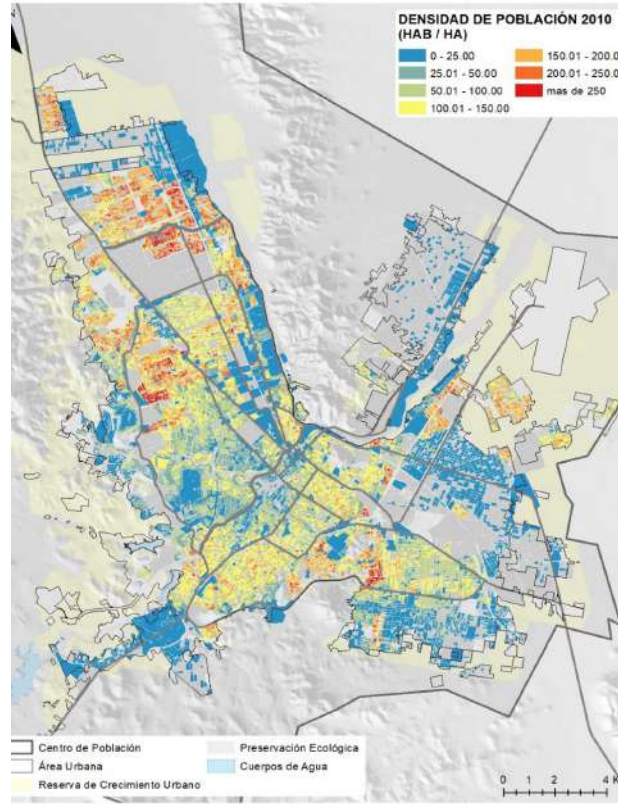 DENSIDAD DE POBLACIÓN 2010
(HAB / HA)
0 - 25.00
25.01 - 50.00
50.01 - 100.00
100.01 - 150.00
150.01 - 200.0
200.01 - 250.0
mas de 250
Centro de Población
Área Urbana
Reserva de Crecimiento Urbano
Preservación Ecológica
Cuerpos de Agua
0 1 2 4 K